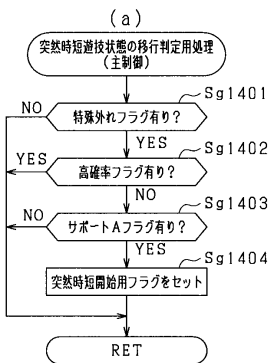 (a)
突然時短遊技状態の移行判定用処理
(主制御)
Sg1401
NO
特殊外れフラグ有り?
YES
Sg1402
YES
高確率フラグ有り?
NO
Sg1403
NO
サポートAフラグ有り?
YES
Sg1404
突然時短開始用フラグをセット
RET